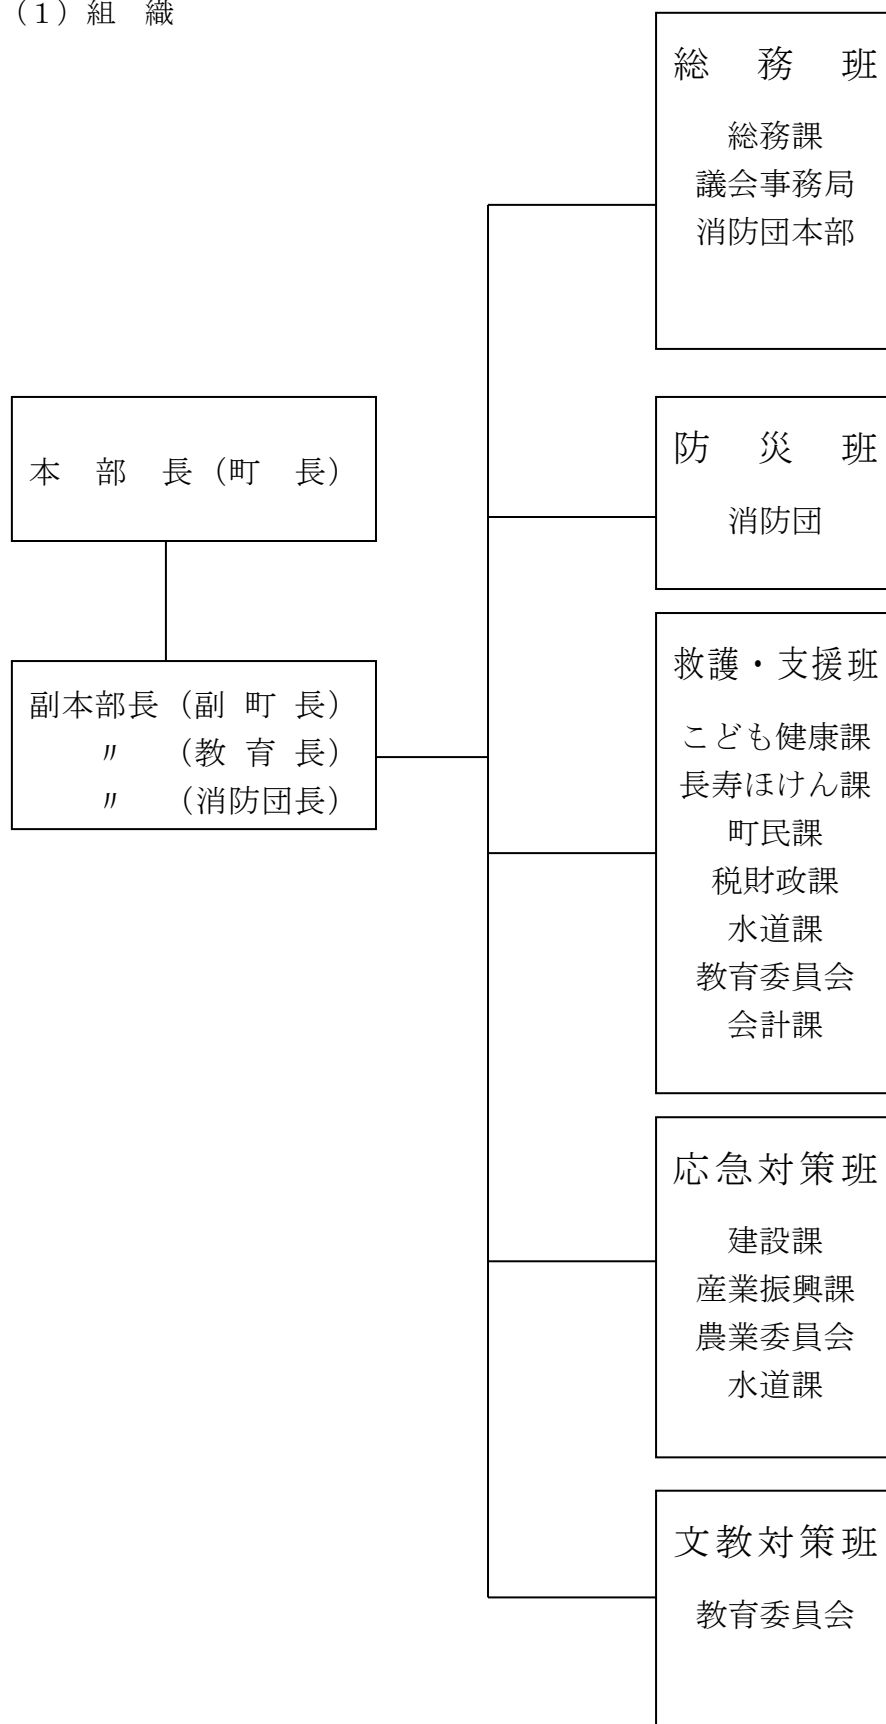 （１）組　織
本　部　長（町　長）
副本部長（副 町 長）
〃　　（教 育 長）
〃　　（消防団長）
総　務　班
総務課
議会事務局
消防団本部
防　災　班
消防団
救護・支援班
こども健康課
長寿ほけん課
町民課
税財政課
水道課
教育委員会
会計課
応急対策班
建設課
産業振興課
農業委員会
水道課
文教対策班
教育委員会